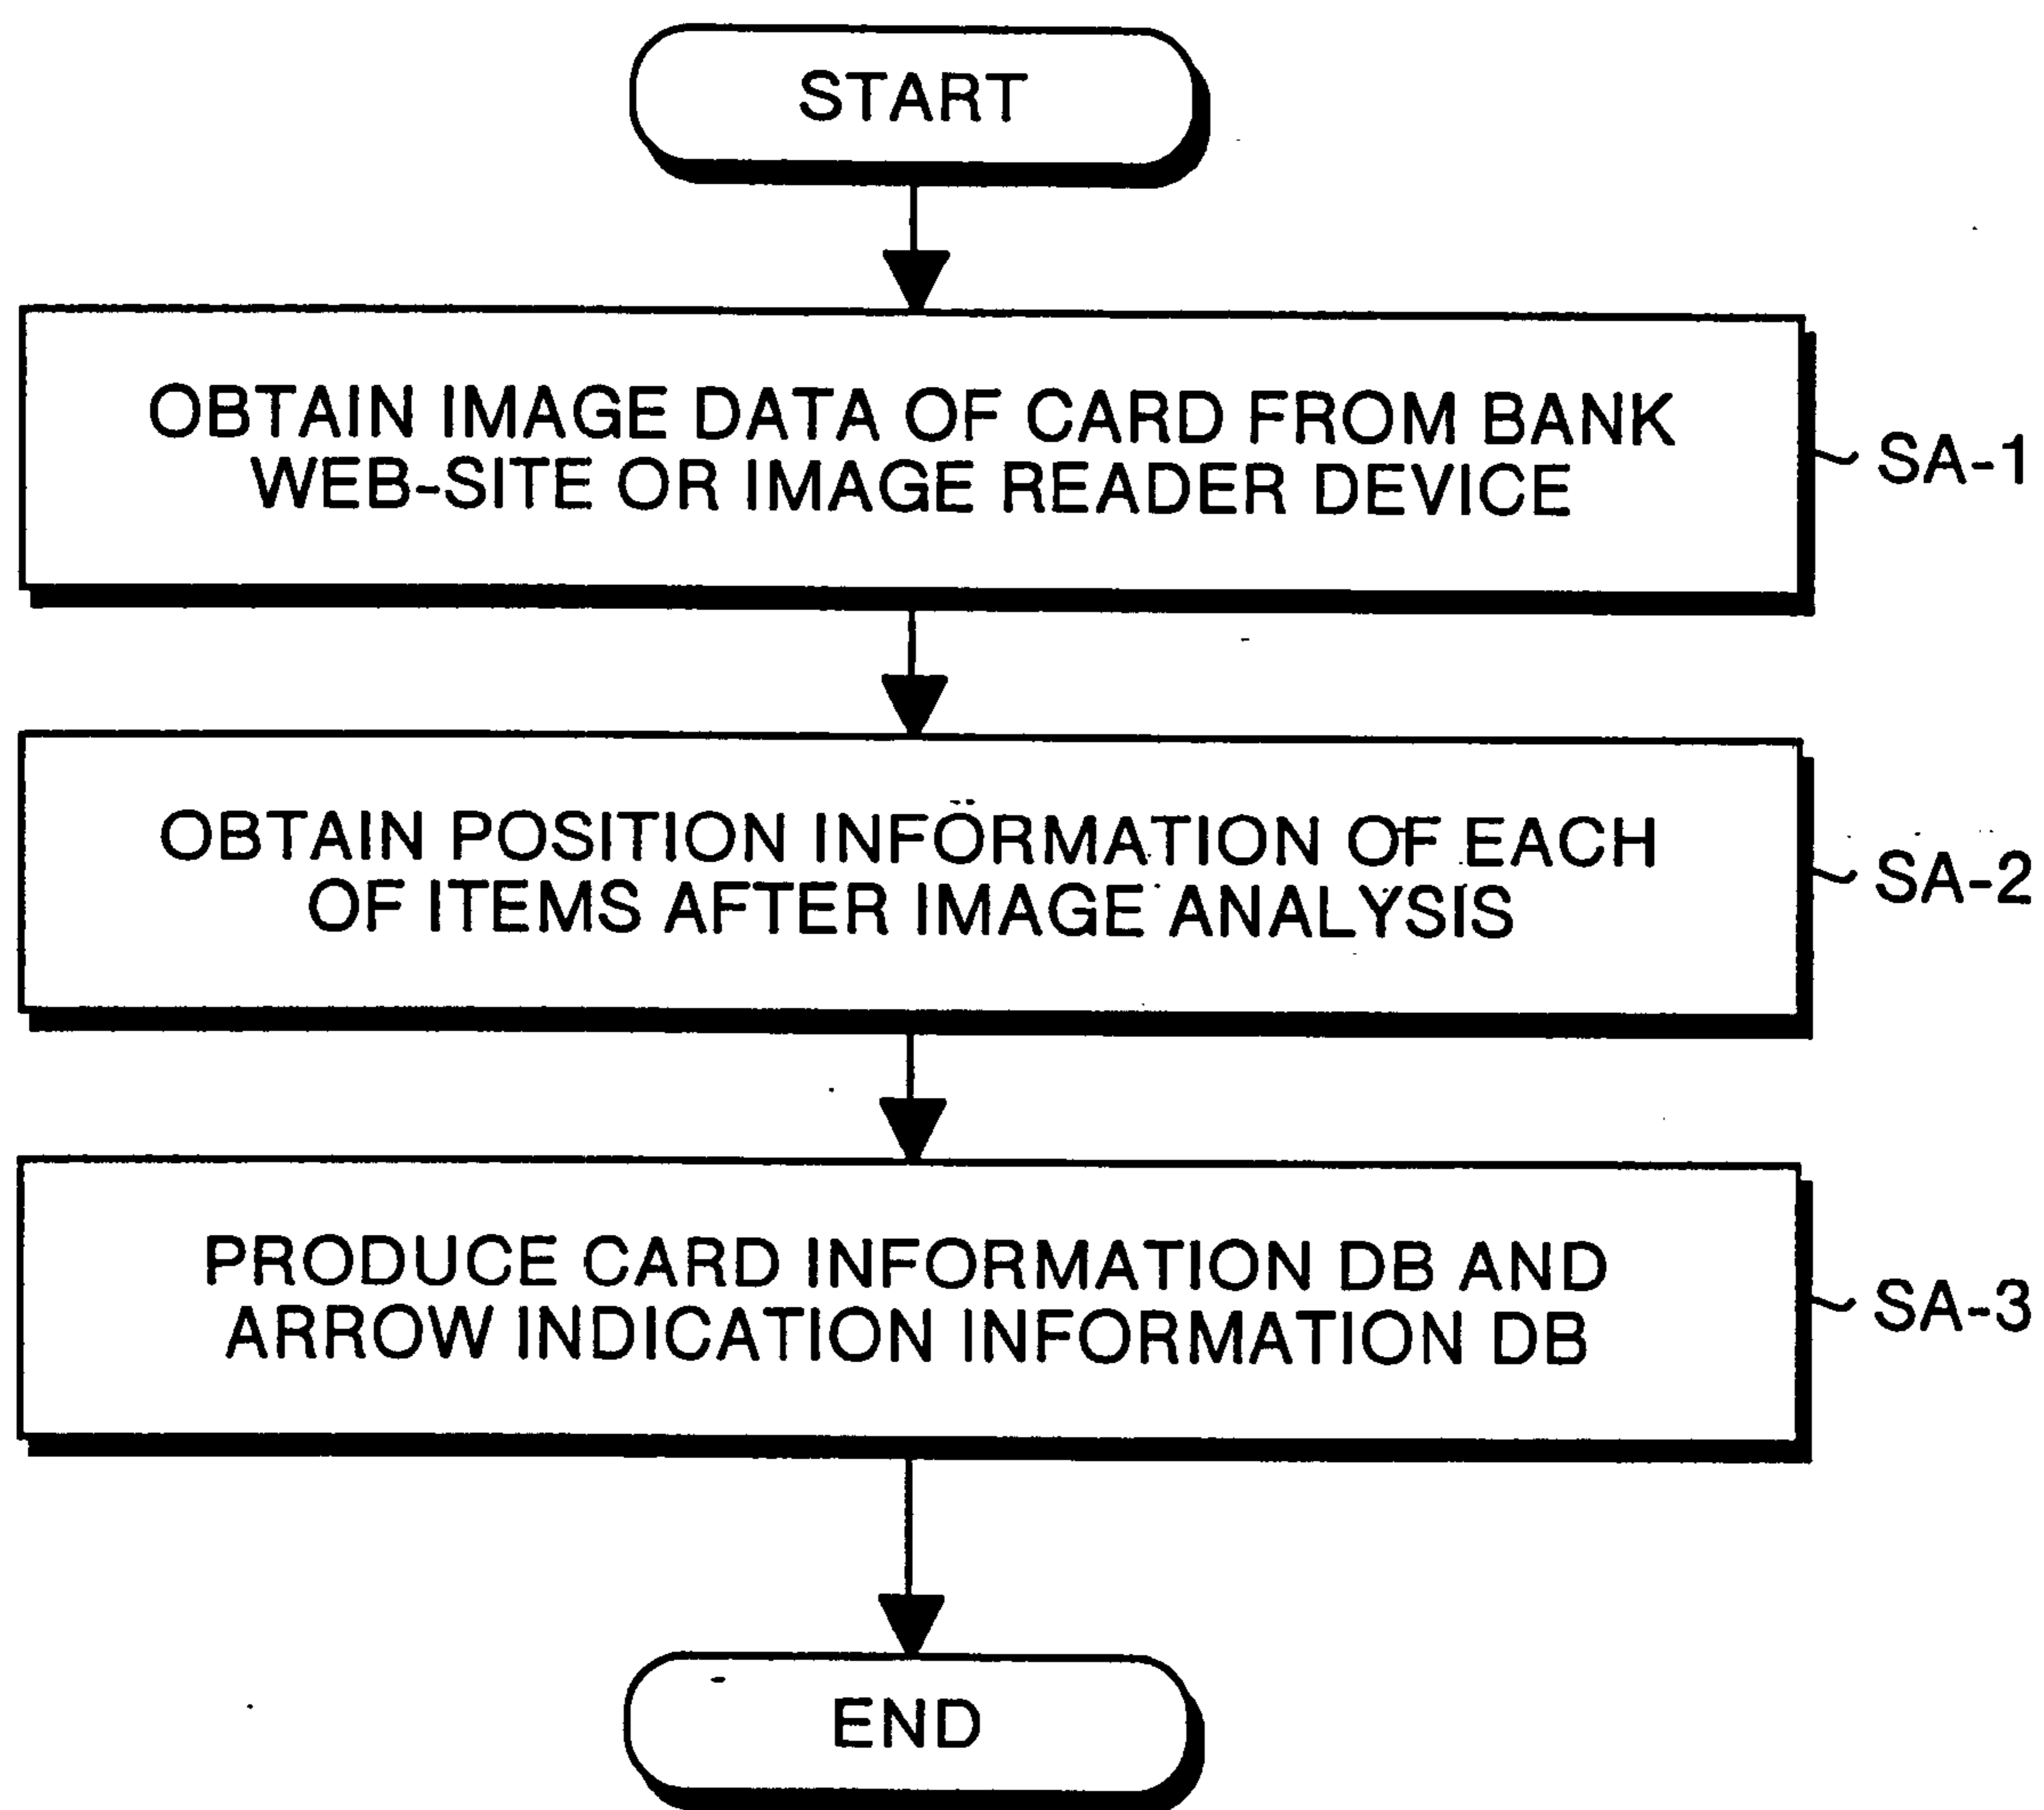 START
OBTAIN IMAGE DATA OF CARD FROM BANK
WEB-SITE OR IMAGE READER DEVICE
SA-1
OBTAIN POSITION INFORMATION OF EACH
OF ITEMS AFTER IMAGE ANALYSIS
SA-2
PRODUCE CARD INFORMATION DB AND
ARROW INDICATION INFORMATION DB
SA-3
END